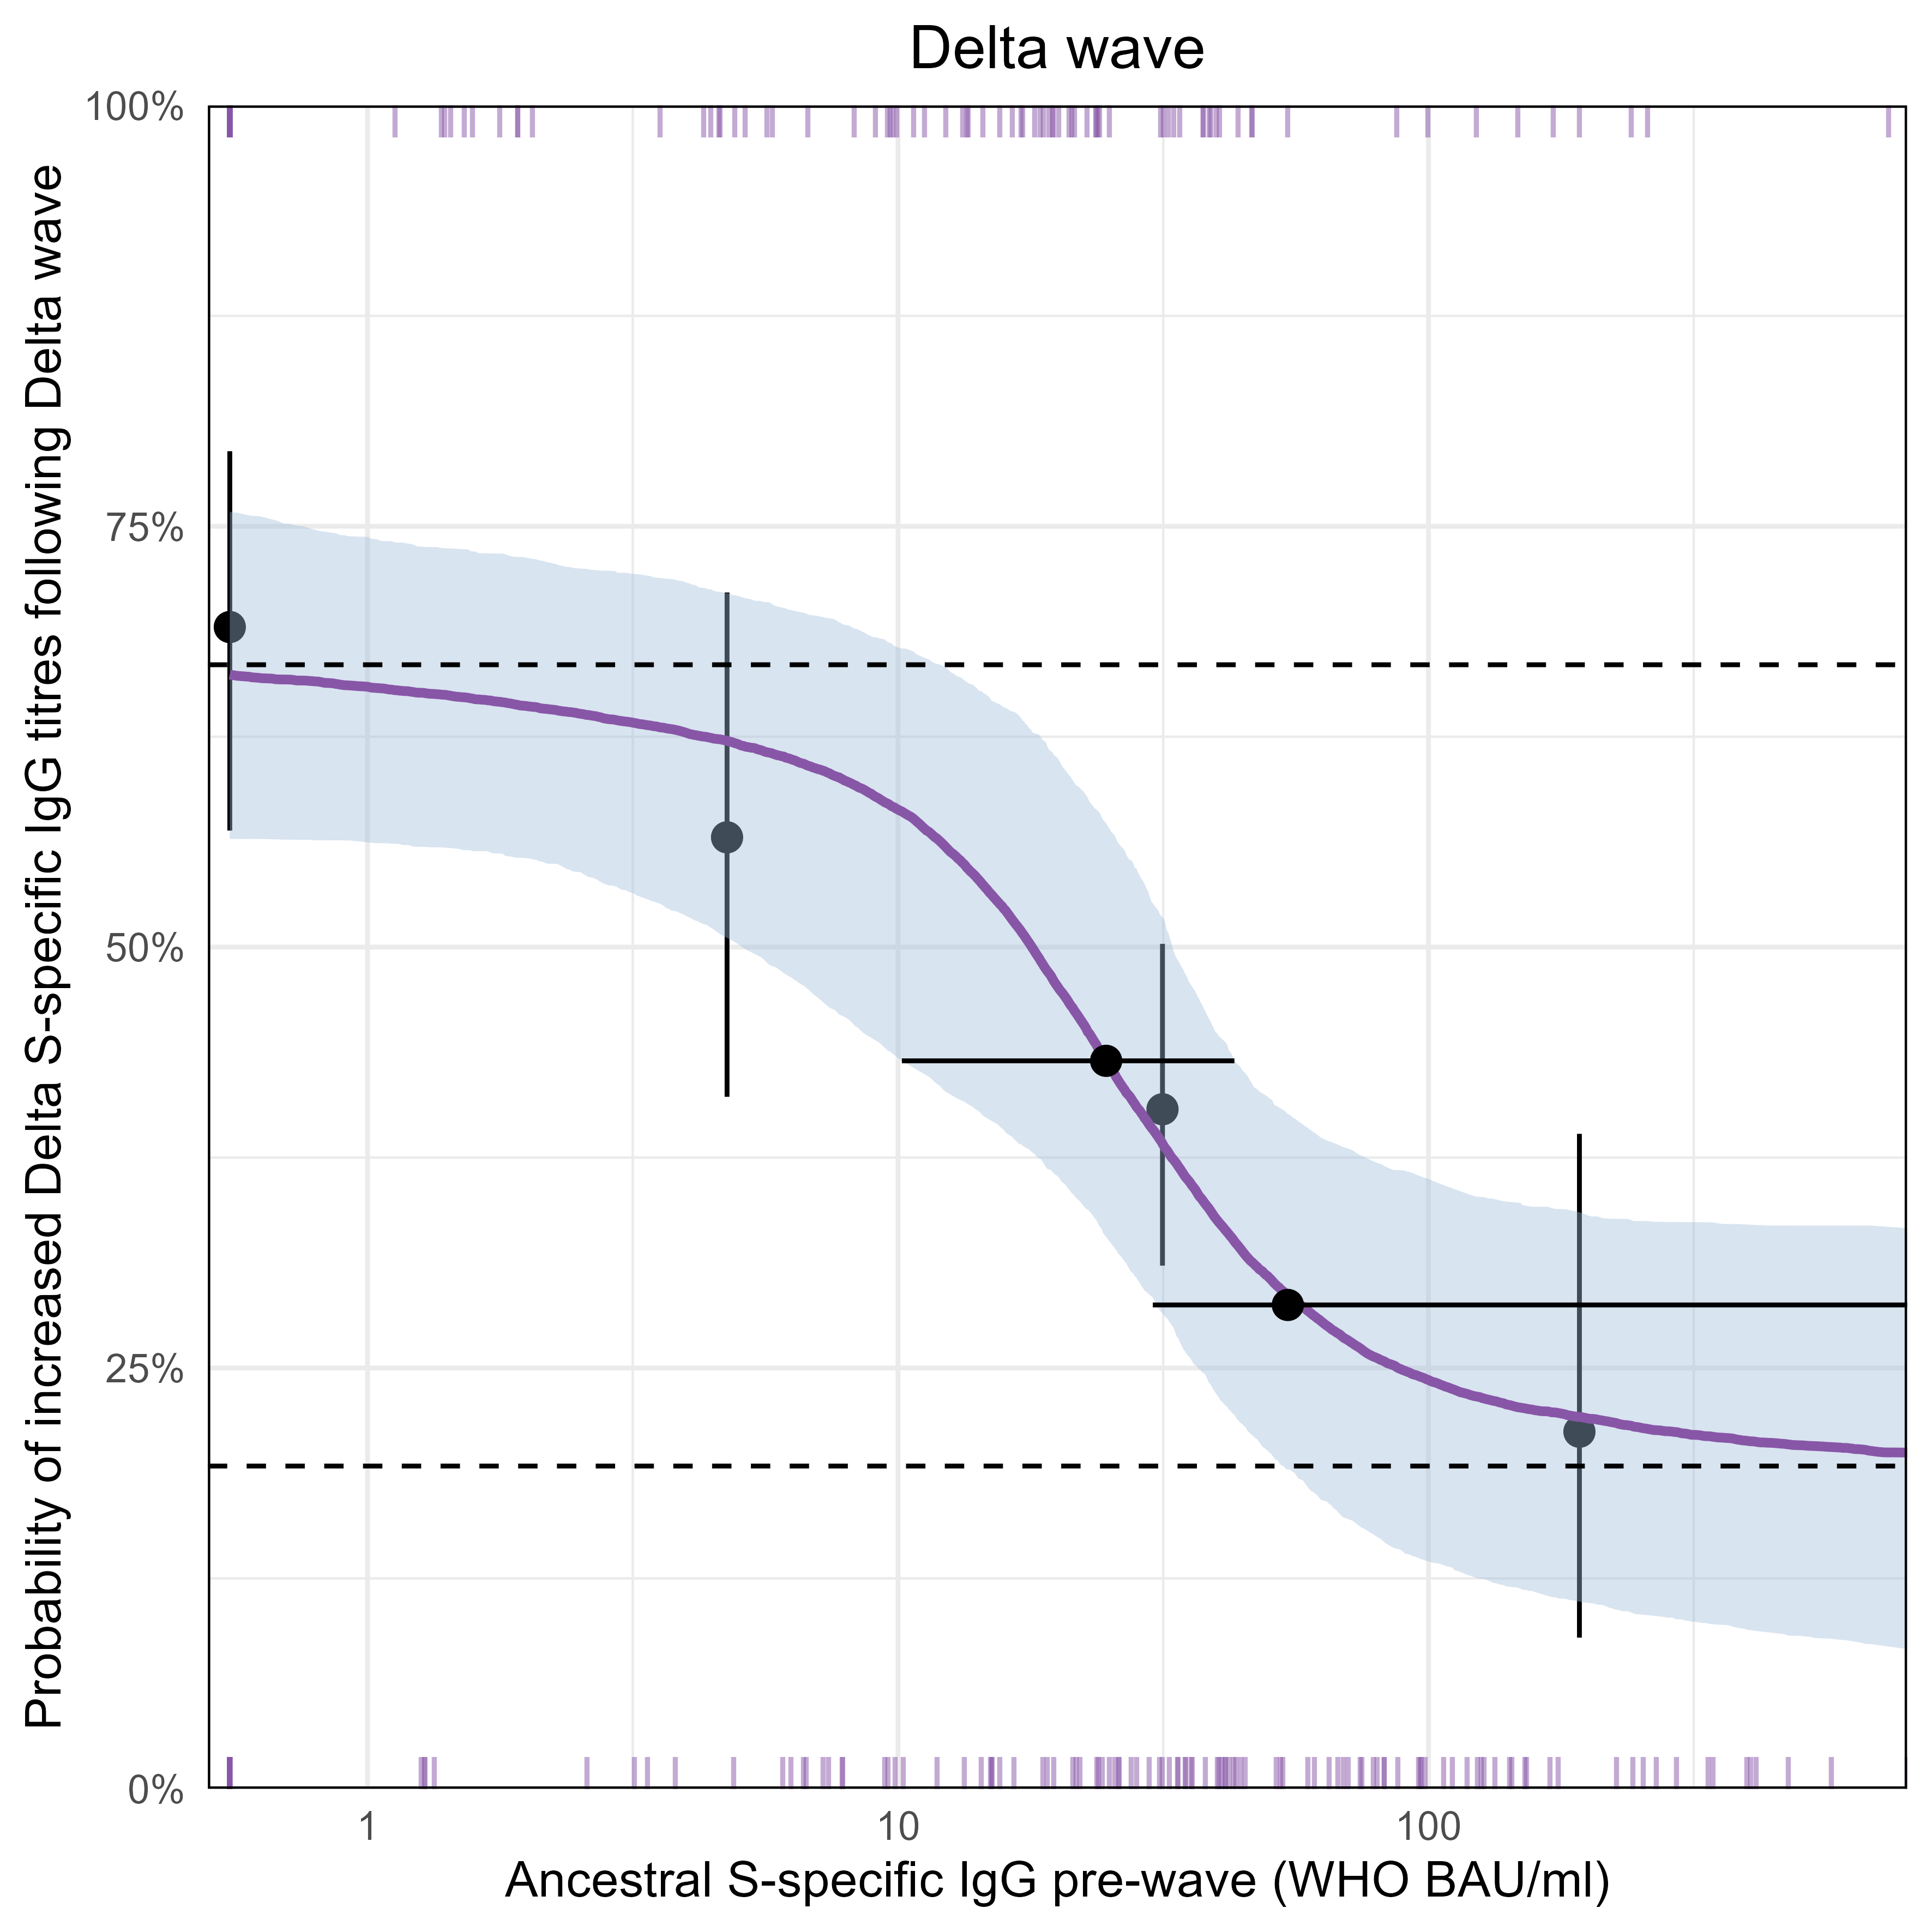 Delta wave
Probability of increased Delta S-specific IgG titres following Delta wave
100%
75%
50%
25%
0%
1
10
100
Ancestral S-specific IgG pre-wave (WHO BAU/ml)